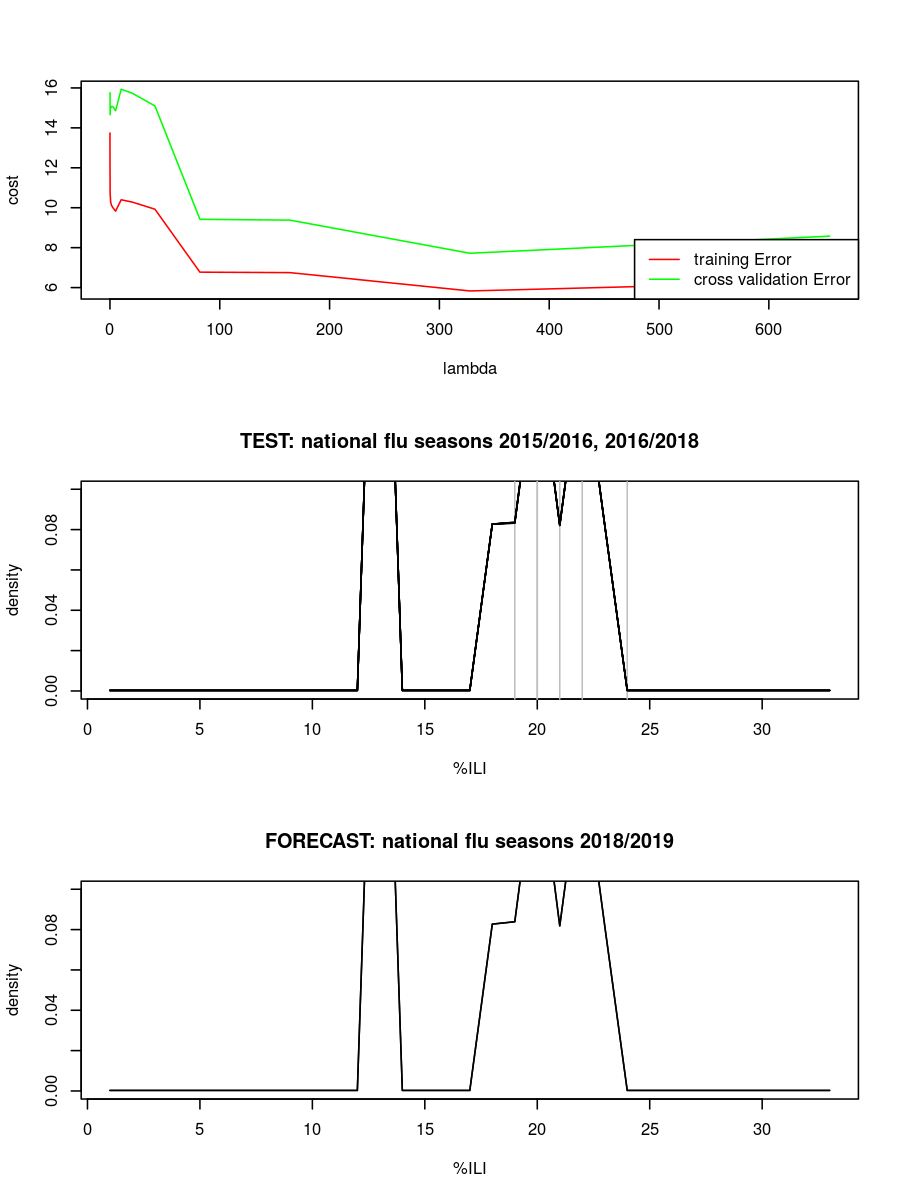 cost
16
14
12
10
8
6
training Error
cross validation Error
0 100 200 300 400 500 600
lambda
TEST: national flu seasons 2015/2016, 2016/2018
density
0.08
0.04
0.00
0 5 10 15 20 25 30
%ILI
FORECAST: national flu seasons 2018/2019
density
0.08
0.04
0.00
0 5 10 15 20 25 30
%ILI